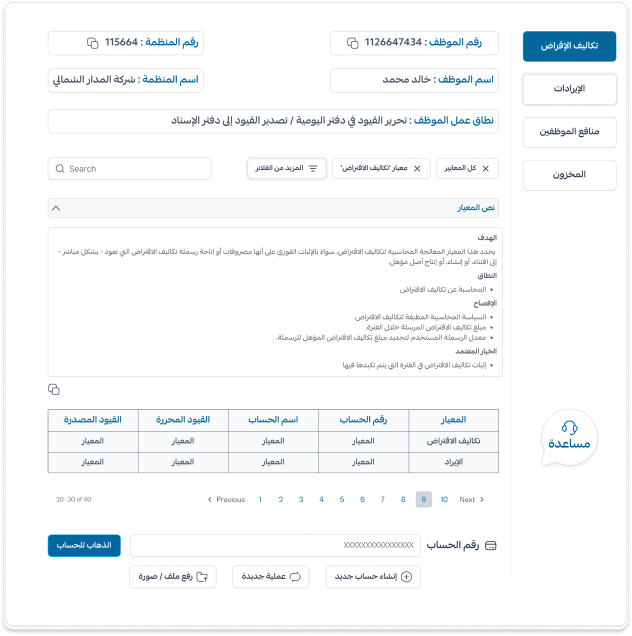 تكاليف الإقراض
الإيرادات
منافع الموظفين
المخزون
رقم الموظف : 1126647434
رقم المنظمة : 115664
اسم الموظف : خالد محمد
اسم المنظمة : شركة المدار الشمالي
نطاق عمل الموظف : تحرير القيود في دفتر اليومية / تصدير القيود إلى دفتر الإسناد
كل المعايير ✕
معيار 'تكاليف الاقتراض' ✕
المزيد من الفلاتر
Search
نص المعيار
الهدف
يحدد هذا المعيار المعالجة المحاسبية لتكاليف الاقتراض، سواءً بالإثبات الفوري على أنها مصروفات أو اتاحة رسملة تكاليف الاقتراض التي تعود - بشكل مباشر -
إلى اقتناء، أو إنشاء، أو إنتاج أصل مؤهل.
النطاق
• المحاسبة عن تكاليف الاقتراض
الإفصاح
• السياسة المحاسبية المطبقة لتكاليف الاقتراض.
• مبلغ تكاليف الاقتراض المرسلة خلال الفترة.
• معدل الرسملة المستخدم لتحديد مبلغ تكاليف الاقتراض المؤهل للرسملة.
الخيار المعتمد
• إثبات تكاليف الاقتراض في الفترة التي يتم تكبدها فيها
المعيار رقم الحساب اسم الحساب القيود المحررة القيود المصدرة
تكاليف الاقتراض المعيار المعيار المعيار المعيار
الإيراد المعيار المعيار المعيار المعيار
20-30 of 40
Previous 1 2 3 4 5 6 7 8 9 10 Next
رقم الحساب
XXXXXXXXXXXXXXXX
الذهاب للحساب
إنشاء حساب جديد
عملية جديدة
رفع ملف / صورة
مساعدة